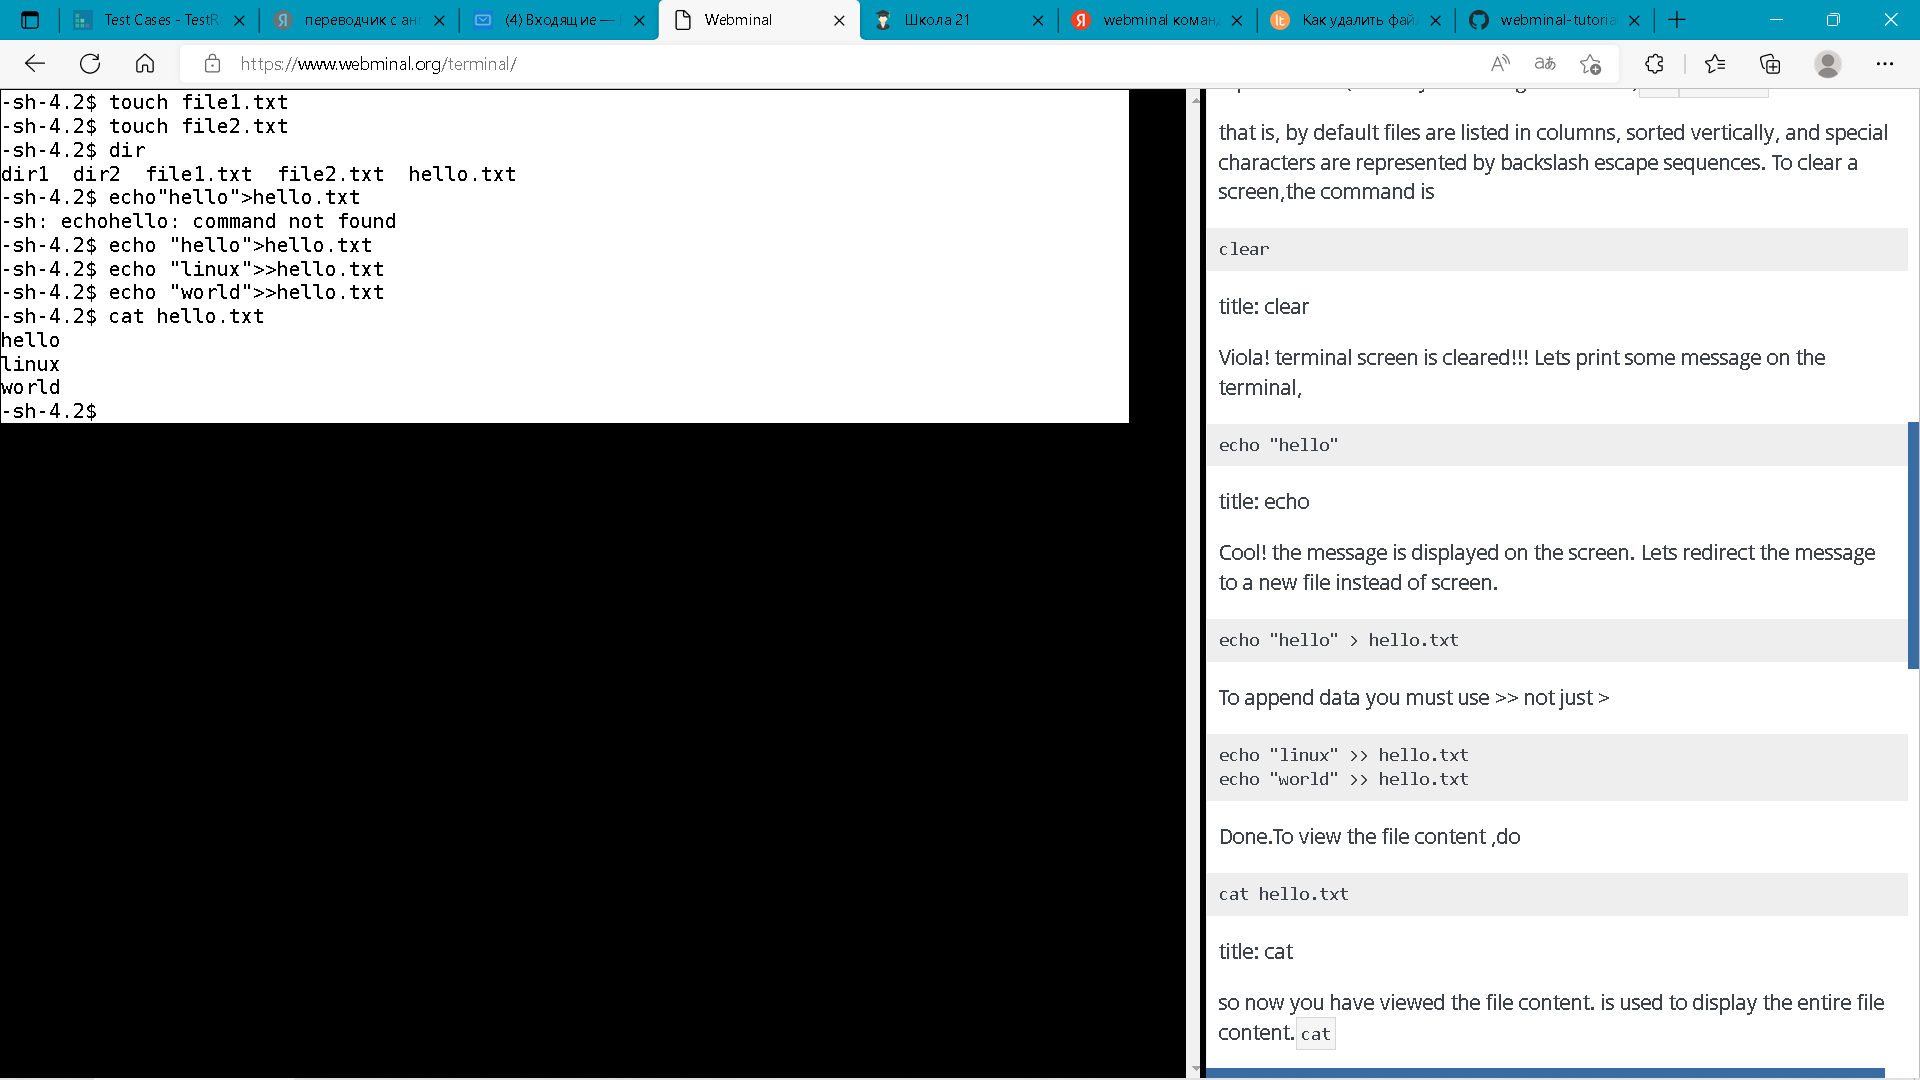 Test Cases - TestRa
переводчик с анг
(4) Входящие —
Webminal
Школа 21
webminal коман
Как удалить фай
webminal-tutoria
https://www.webminal.org/terminal/
-sh-4.2$ touch file1.txt
-sh-4.2$ touch file2.txt
-sh-4.2$ dir
dir1 dir2 file1.txt file2.txt hello.txt
-sh-4.2$ echo"hello">hello.txt
-sh: echohello: command not found
-sh-4.2$ echo "hello">hello.txt
-sh-4.2$ echo "linux">>hello.txt
-sh-4.2$ echo "world">>hello.txt
-sh-4.2$ cat hello.txt
hello
linux
world
-sh-4.2$
that is, by default files are listed in columns, sorted vertically, and special
characters are represented by backslash escape sequences. To clear a
screen,the command is
clear
title: clear
Viola! terminal screen is cleared!!! Lets print some message on the
terminal,
echo "hello"
title: echo
Cool! the message is displayed on the screen. Lets redirect the message
to a new file instead of screen.
echo "hello" > hello.txt
To append data you must use >> not just >
echo "linux" >> hello.txt
echo "world" >> hello.txt
Done.To view the file content ,do
cat hello.txt
title: cat
so now you have viewed the file content. is used to display the entire file
content. cat